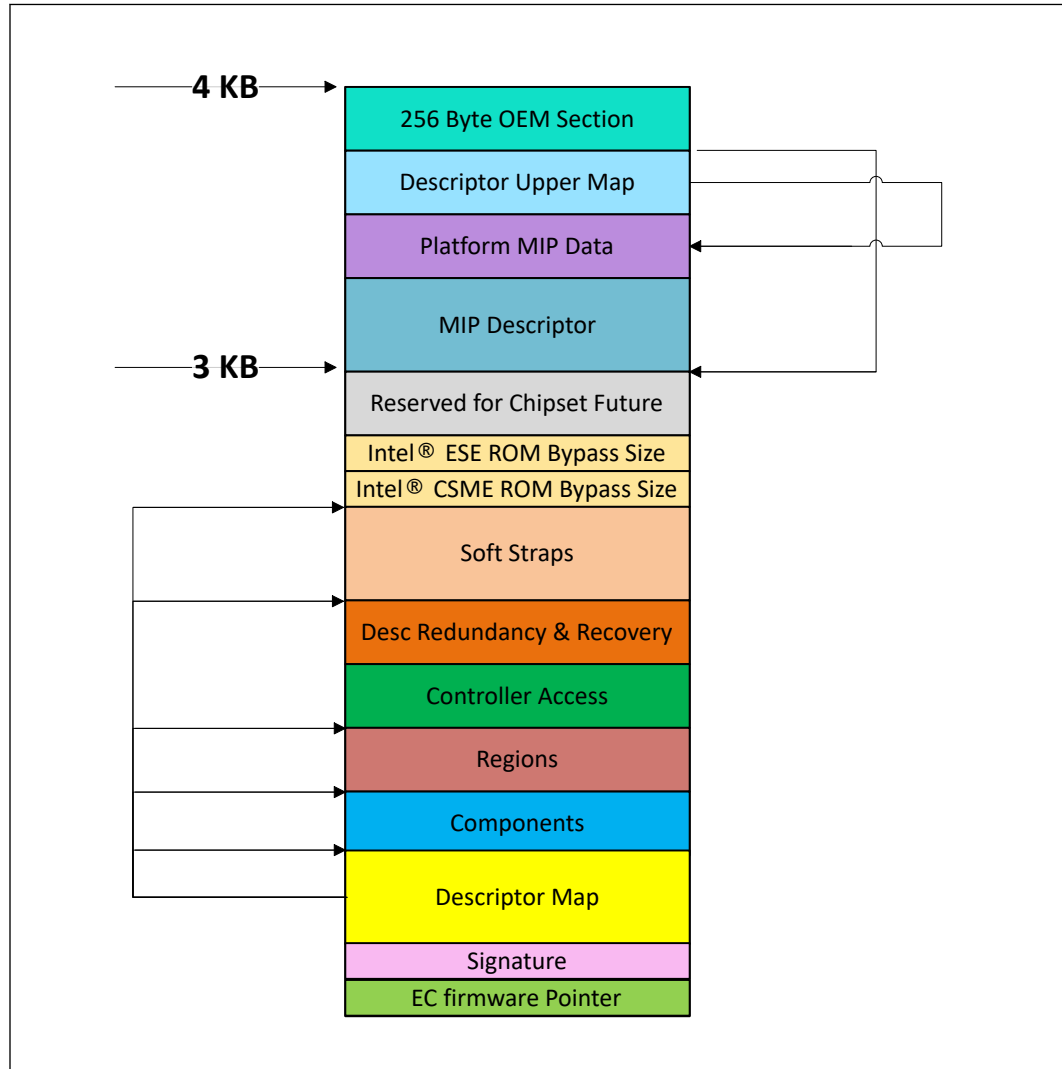 4 KB
256 Byte OEM Section
Descriptor Upper Map
Platform MIP Data
MIP Descriptor
3 KB
Reserved for Chipset Future
Intel® ESE ROM Bypass Size
Intel® CSME ROM Bypass Size
Soft Straps
Desc Redundancy & Recovery
Controller Access
Regions
Components
Descriptor Map
Signature
EC firmware Pointer